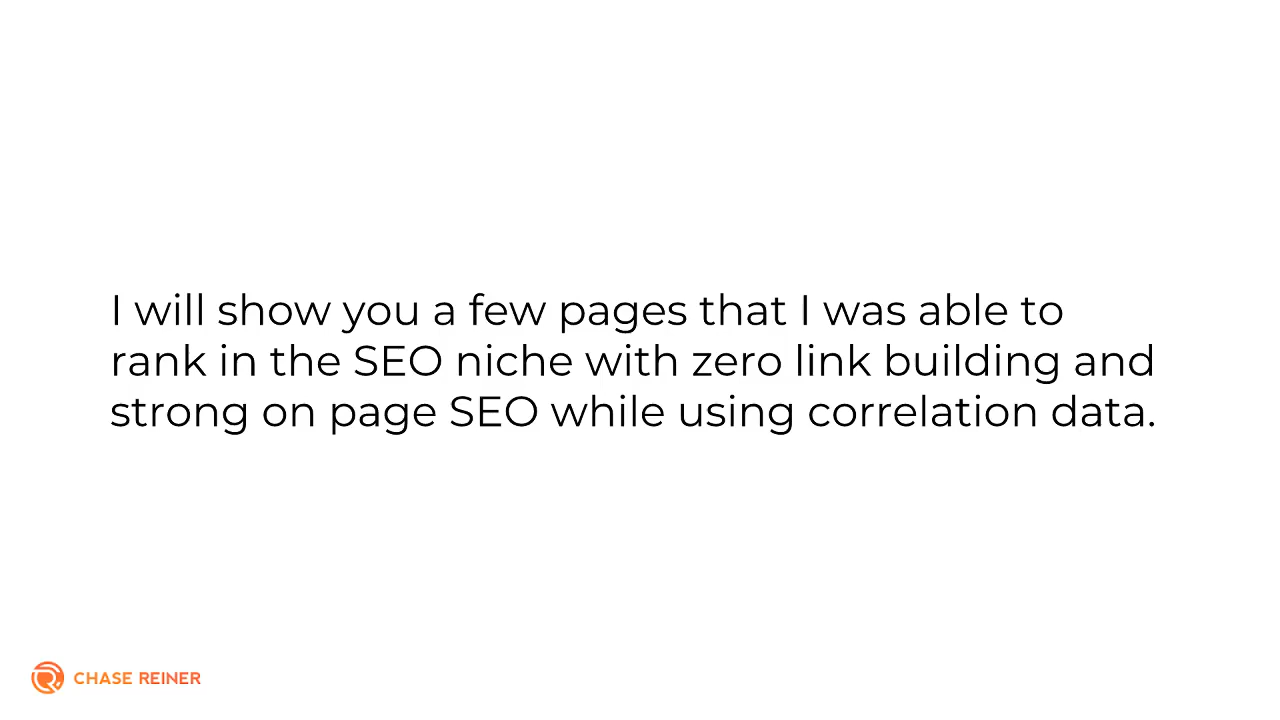 I will show you a few pages that I was able to
rank in the SEO niche with zero link building and
strong on page SEO while using correlation data.
CHASE REINER